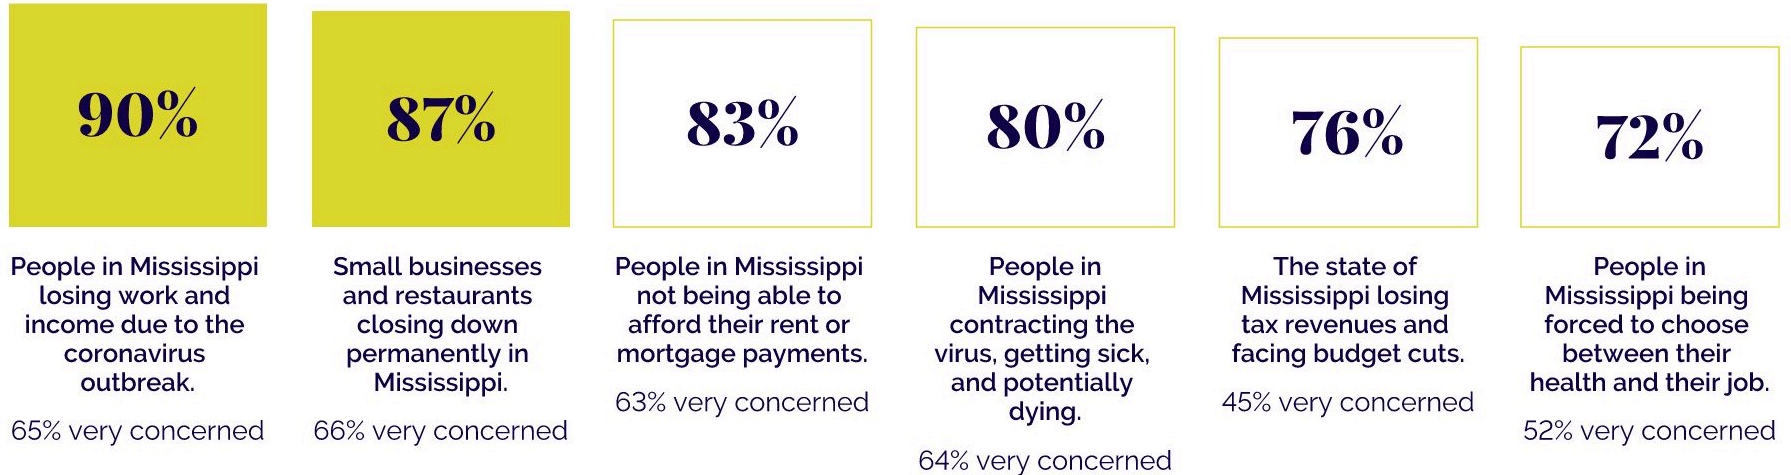 90%
People in Mississippi
losing work and
income due to the
coronavirus
outbreak.
65% very concerned
87%
Small businesses
and restaurants
closing down
permanently in
Mississippi.
66% very concerned
83%
People in Mississippi
not being able to
afford their rent or
mortgage payments.
63% very concerned
80%
People in
Mississippi
contracting the
virus, getting sick,
and potentially
dying.
64% very concerned
76%
The state of
Mississippi losing
tax revenues and
facing budget cuts.
45% very concerned
72%
People in
Mississippi being
forced to choose
between their
health and their job.
52% very concerned